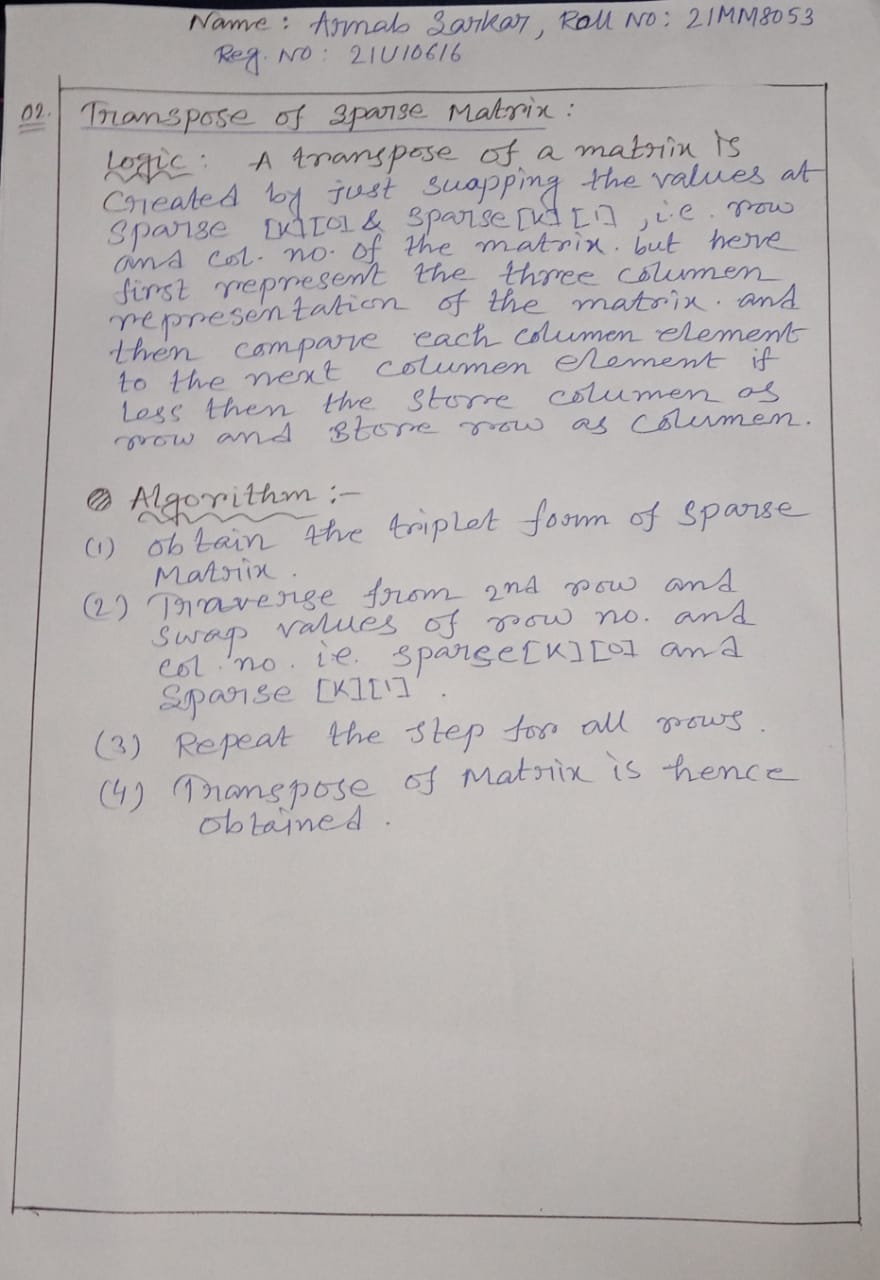 Name : Arnab Sarkar, Roll No: 21MM8053
Reg. No : 21U10616
02. Transpose of Sparse Matrix :
Logic : A transpose of a matrix is
created by just swapping the values at
Sparse [K][0] & Sparse [K][1] , i.e. row
and col. no. of the matrix. but here
first represent the three columen
representation of the matrix. and
then compare each columen element
to the next columen element if
Less then the store columen as
row and store row as columen.
Algorithm :-
(1) obtain the triplet form of sparse
Matrix.
(2) Traverse from 2nd row and
swap values of row no. and
col. no. i.e. sparse[K][0] and
Sparse [K][1] .
(3) Repeat the step for all rows.
(4) Transpose of Matrix is hence
obtained.